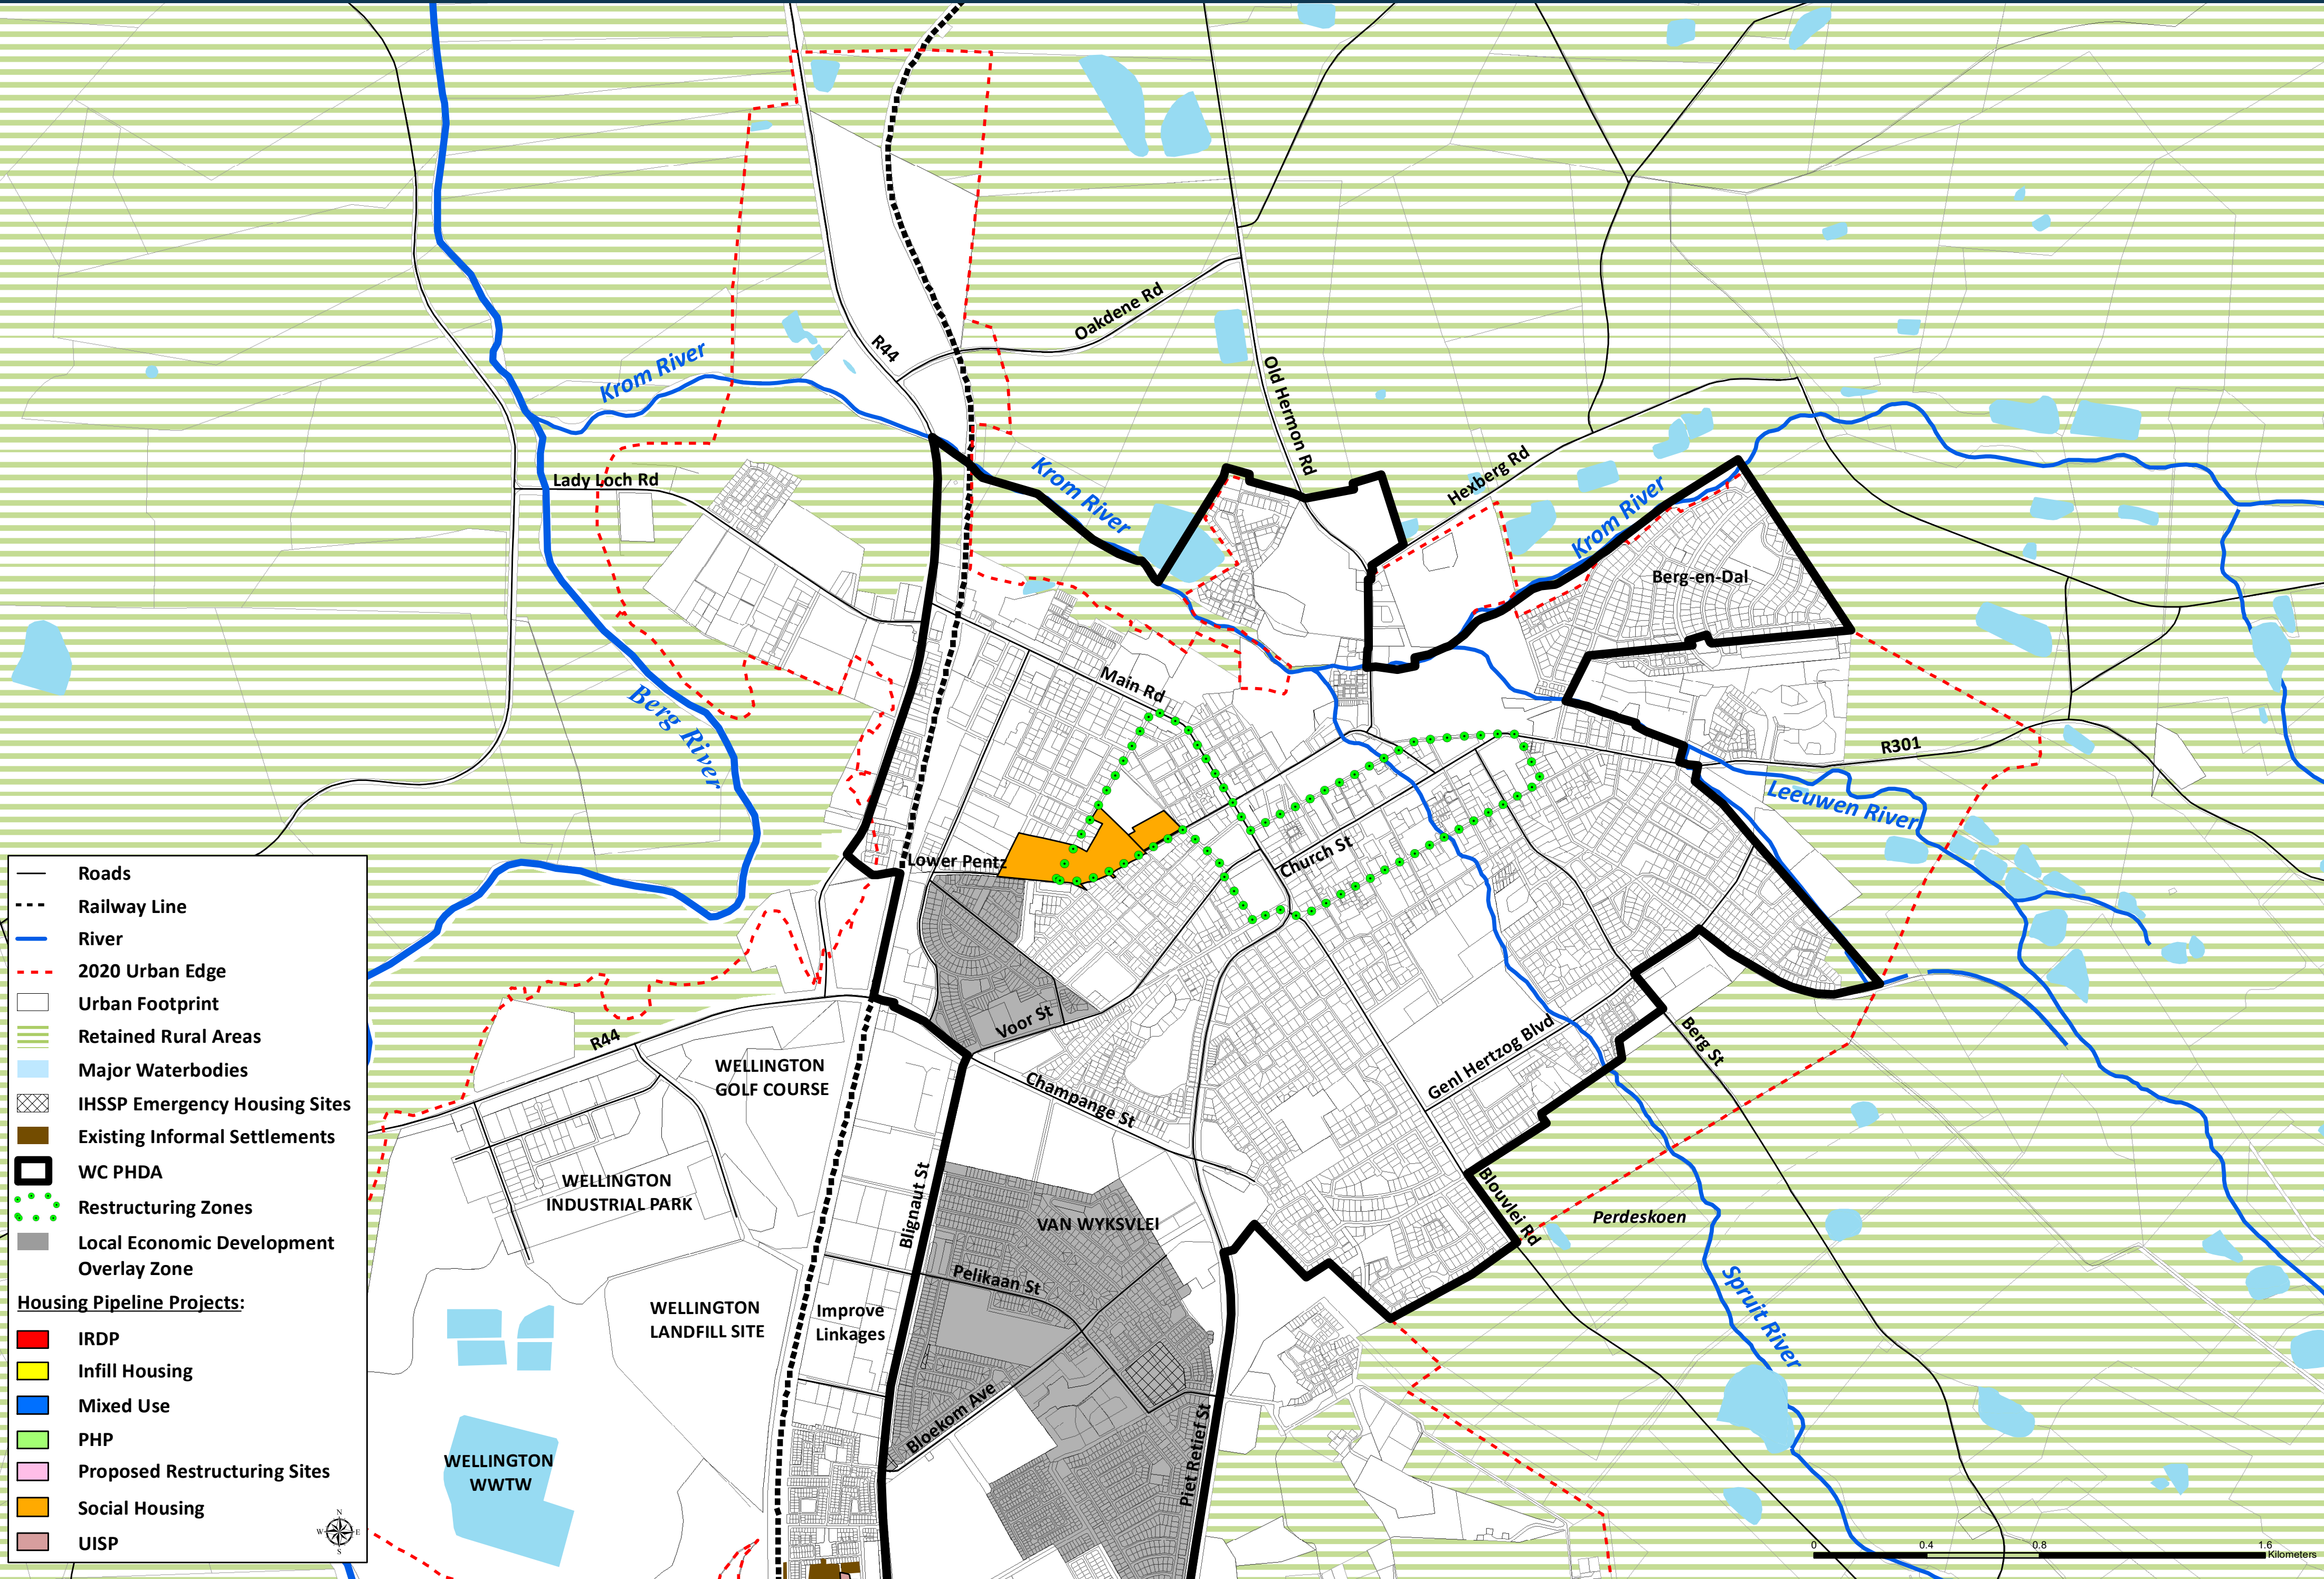 R44
Oakdene Rd
Krom River
Old Hermon Rd
Krom River
Hexberg Rd
Krom River
Lady Loch Rd
Berg-en-Dal
Berg River
Main Rd
R301
Leeuwen River
Lower Pentz
Church St
Voor St
R44
WELLINGTON
GOLF COURSE
Champange St
Genl Hertzog Blvd
Berg St
WELLINGTON
INDUSTRIAL PARK
Blignaut St
VAN WYKSVLEI
Blouvlei Rd
Perdeskoen
Pelikaan St
WELLINGTON
LANDFILL SITE
Improve
Linkages
Spruit River
Bloekom Ave
Piet Retief St
WELLINGTON
WWTW
Roads
Railway Line
River
2020 Urban Edge
Urban Footprint
Retained Rural Areas
Major Waterbodies
IHSSP Emergency Housing Sites
Existing Informal Settlements
WC PHDA
Restructuring Zones
Local Economic Development
Overlay Zone
Housing Pipeline Projects:
IRDP
Infill Housing
Mixed Use
PHP
Proposed Restructuring Sites
Social Housing
UISP
N
W E
S
0 0.4 0.8 1.6
Kilometers